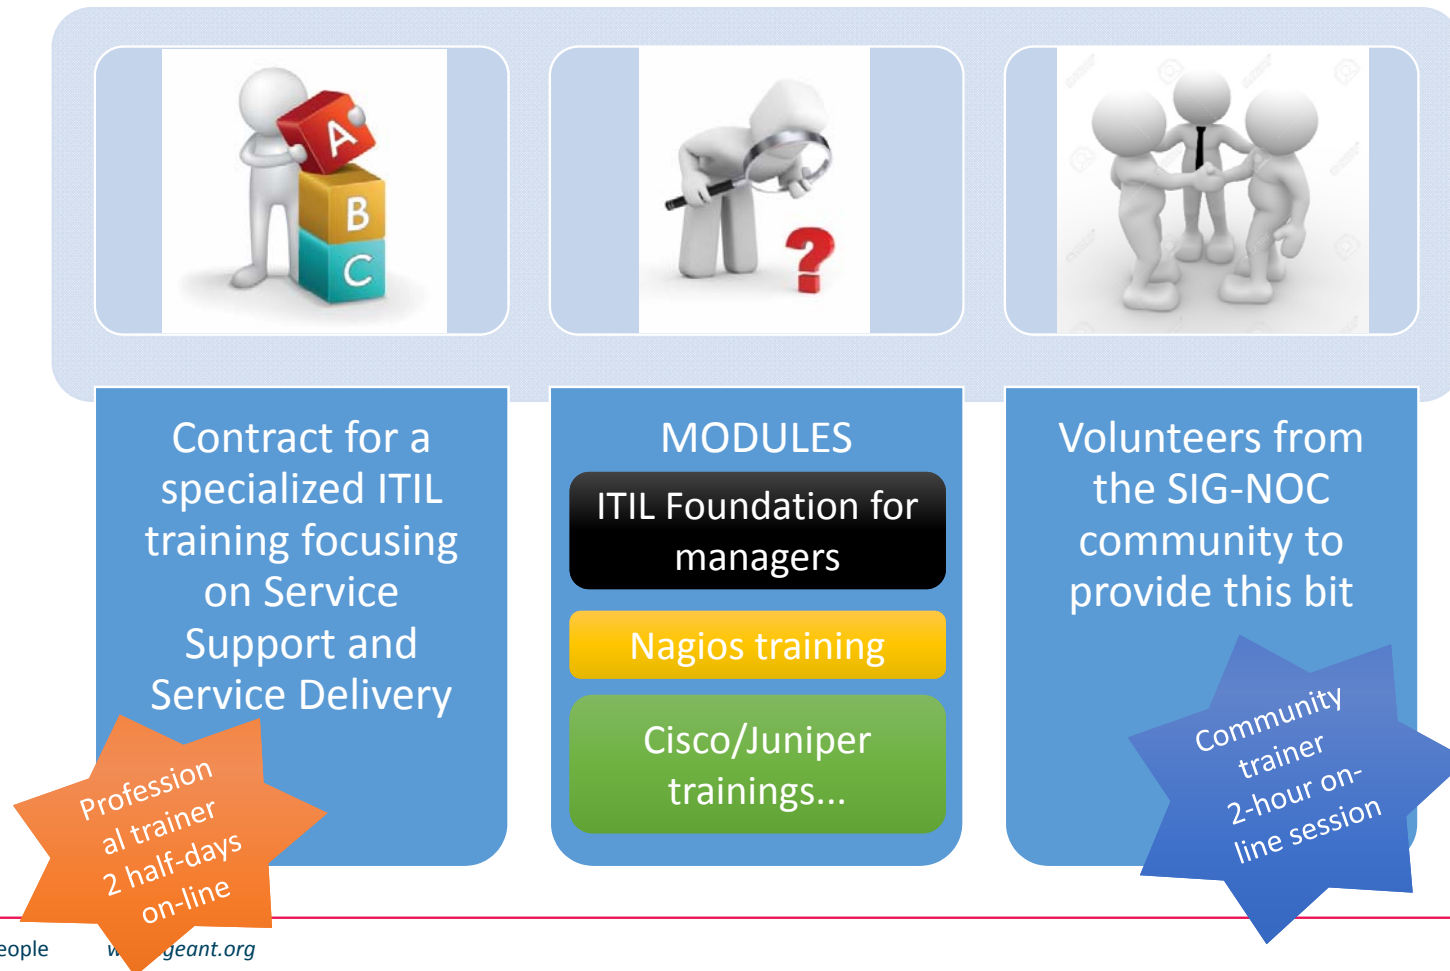 A
B
C
Contract for a
specialized ITIL
training focusing
on Service
Support and
Service Delivery
Profession
al trainer
2 half-days
on-line
MODULES
ITIL Foundation for
managers
Nagios training
Cisco/Juniper
trainings...
Volunteers from
the SIG-NOC
community to
provide this bit
Community
trainer
2-hour on-
line session
eople
geant.org